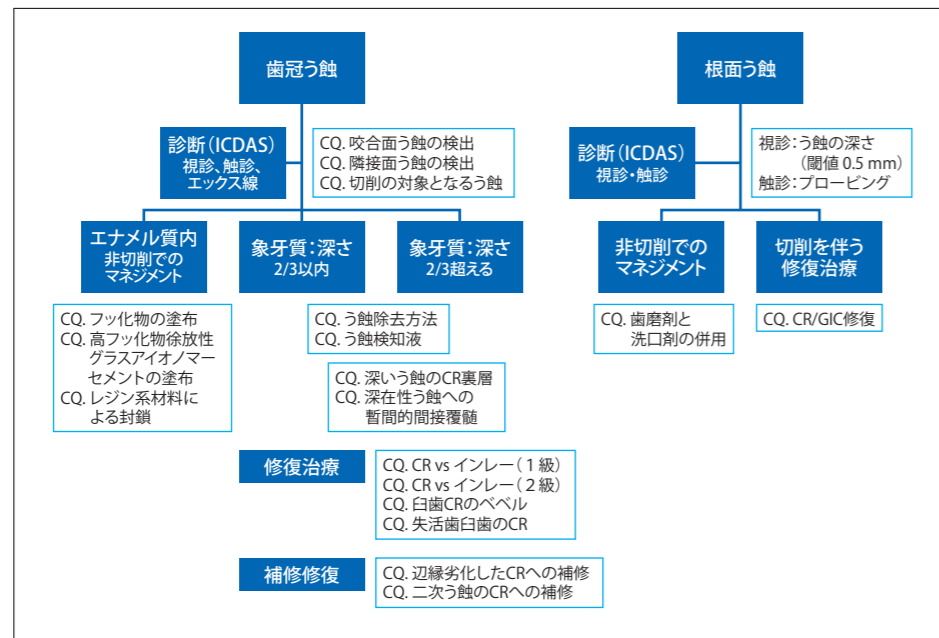 歯冠う蝕
診断(ICDAS)
視診、触診、
エックス線
CQ. 咬合面う蝕の検出
CQ. 隣接面う蝕の検出
CQ. 切削の対象となるう蝕
エナメル質内
非切削での
マネジメント
象牙質:深さ
2/3以内
象牙質:深さ
2/3超える
CQ. フッ化物の塗布
CQ. 高フッ化物徐放性
グラスアイオノマー
セメントの塗布
CQ. レジン系材料に
よる封鎖
CQ. う蝕除去方法
CQ. う蝕検知液
CQ. 深いう蝕のCR裏層
CQ. 深在性う蝕への
暫間的間接覆髄
修復治療
CQ. CR vs インレー(1級)
CQ. CR vs インレー(2級)
CQ. 臼歯CRのベベル
CQ. 失活歯臼歯のCR
補修修復
CQ. 辺縁劣化したCRへの補修
CQ. 二次う蝕のCRへの補修
根面う蝕
診断(ICDAS)
視診・触診
視診:う蝕の深さ
(閾値 0.5 mm)
触診:プロービング
非切削での
マネジメント
切削を伴う
修復治療
CQ. 歯磨剤と
洗口剤の併用
CQ. CR/GIC修復